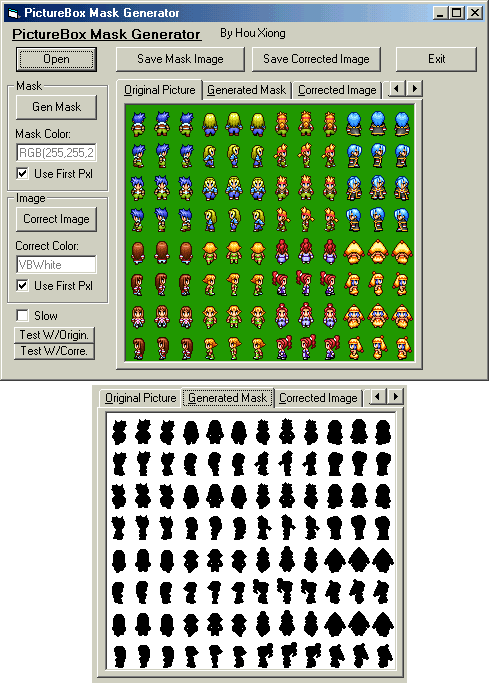 PictureBox Mask Generator
PictureBox Mask Generator By Hou Xiong
Open Save Mask Image Save Corrected Image Exit
Mask
Gen Mask
Mask Color:
RGB(255,255,2
Use First Pxl
Image
Correct Image
Correct Color:
VBWhite
Use First Pxl
Slow
Test W/Origin.
Test W/Corre.
Original Picture Generated Mask Corrected Image
Original Picture Generated Mask Corrected Image